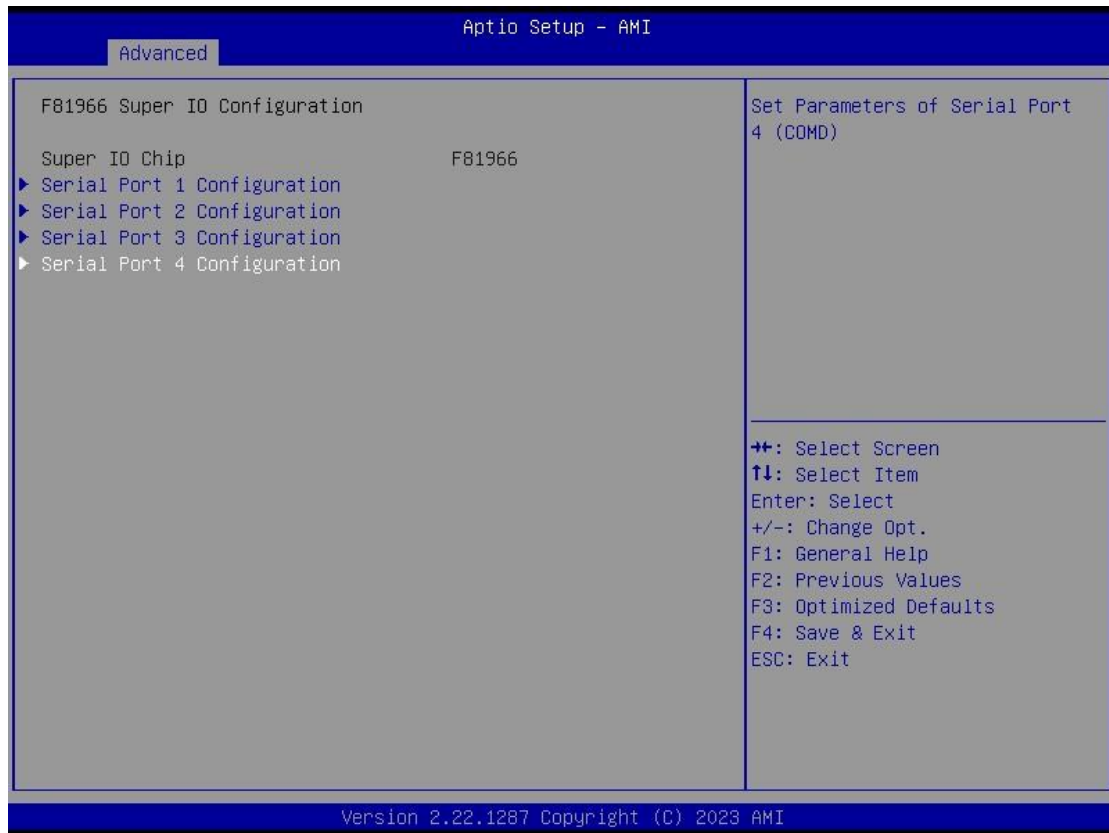 Aptio Setup – AMI
Advanced
F81966 Super IO Configuration
Super IO Chip F81966
▶ Serial Port 1 Configuration
▶ Serial Port 2 Configuration
▶ Serial Port 3 Configuration
▶ Serial Port 4 Configuration
Set Parameters of Serial Port
4 (COMD)
→←: Select Screen
↑↓: Select Item
Enter: Select
+/-: Change Opt.
F1: General Help
F2: Previous Values
F3: Optimized Defaults
F4: Save & Exit
ESC: Exit
Version 2.22.1287 Copyright (C) 2023 AMI